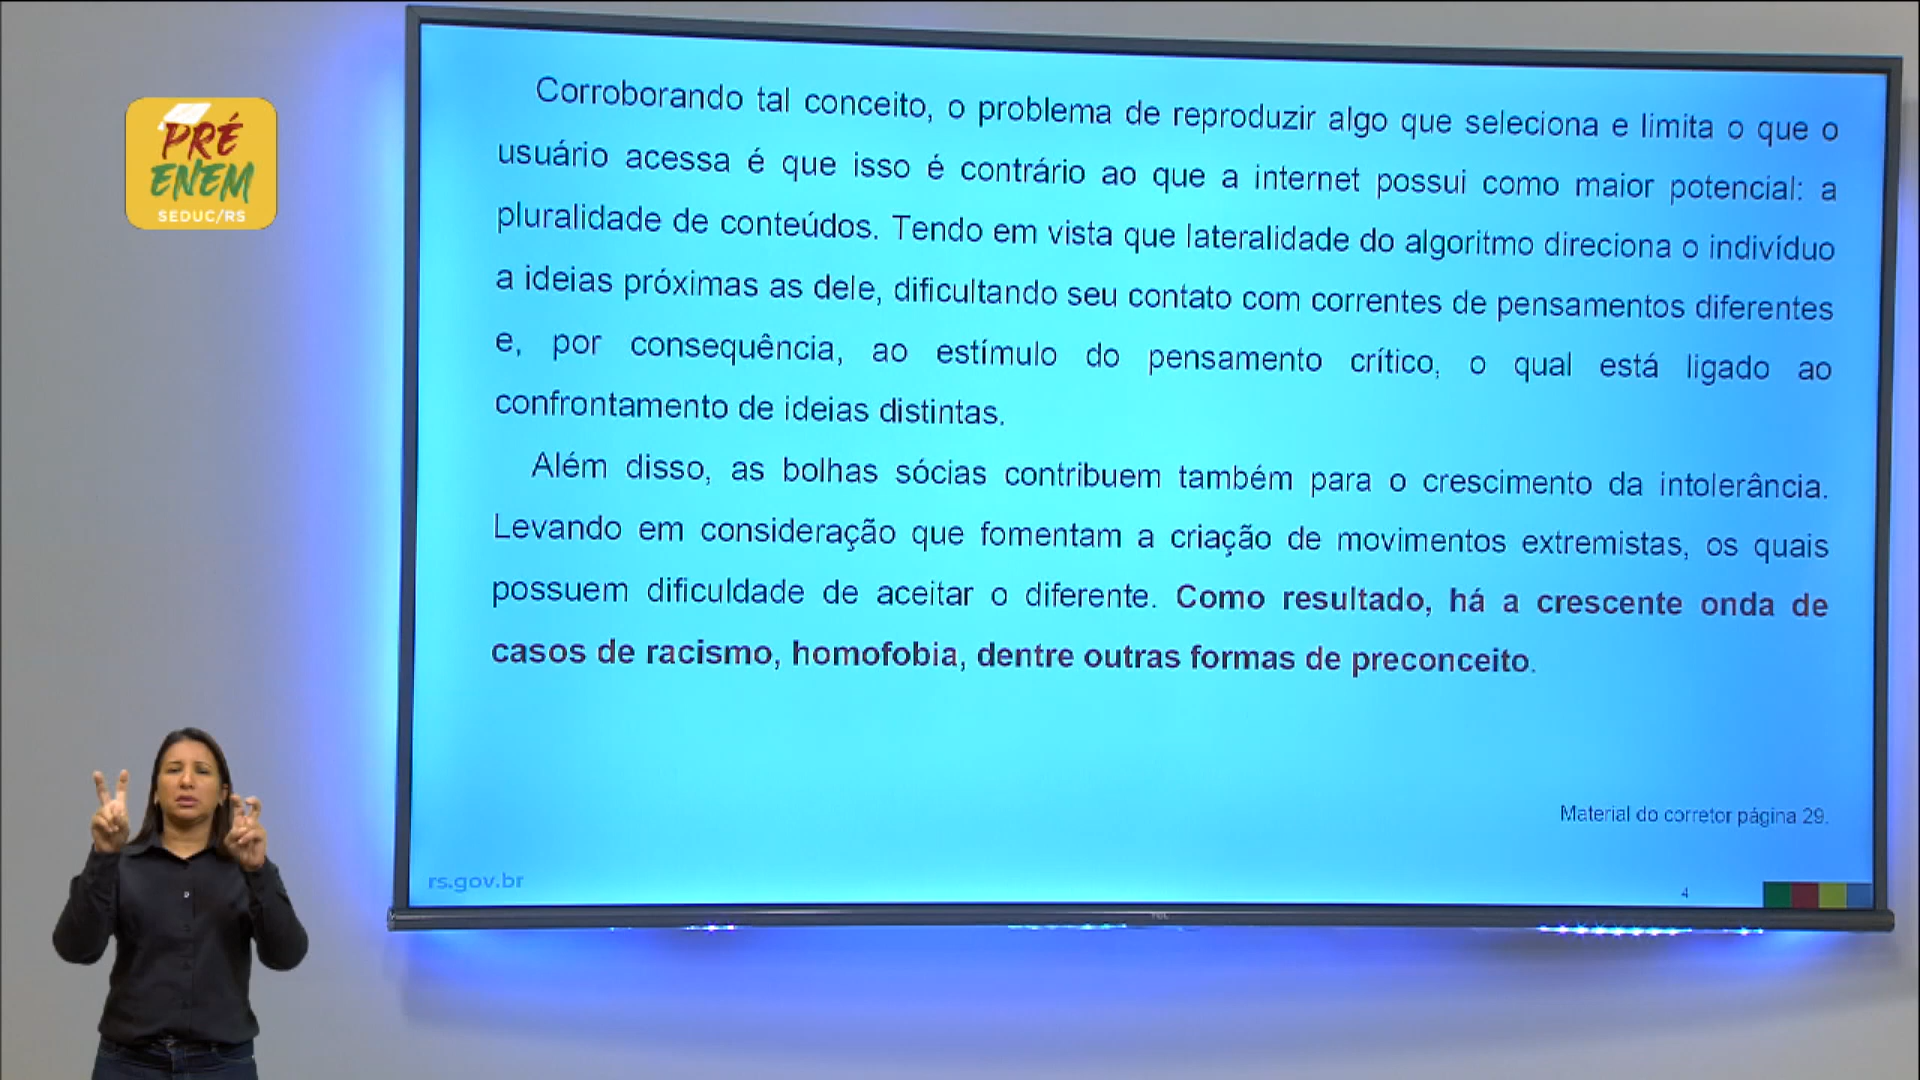 PRÉ
ENEM
SEDUC/RS
Corroborando tal conceito, o problema de reproduzir algo que seleciona e limita o que o
usuário acessa é que isso é contrário ao que a internet possui como maior potencial: a
pluralidade de conteúdos. Tendo em vista que lateralidade do algoritmo direciona o indivíduo
a ideias próximas as dele, dificultando seu contato com correntes de pensamentos diferentes
e, por consequência, ao estímulo do pensamento crítico, o qual está ligado ao
confrontamento de ideias distintas.
Além disso, as bolhas sócias contribuem também para o crescimento da intolerância.
Levando em consideração que fomentam a criação de movimentos extremistas, os quais
possuem dificuldade de aceitar o diferente. Como resultado, há a crescente onda de
casos de racismo, homofobia, dentre outras formas de preconceito.
Material do corretor página 29.
rs.gov.br
4
TCL